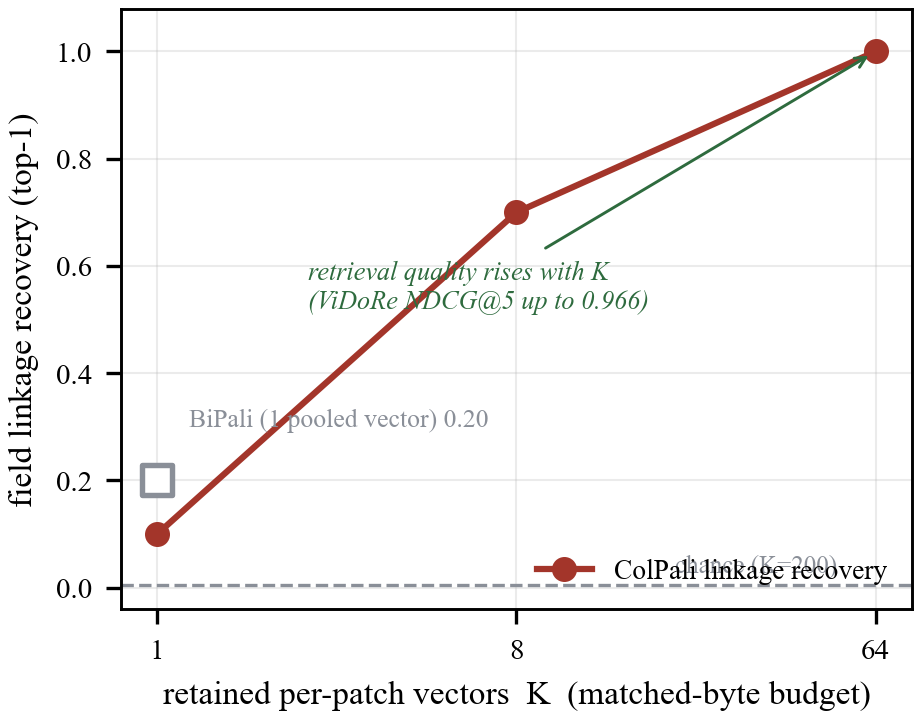 field linkage recovery (top-1)
1.0
0.8
0.6
0.4
0.2
0.0
retrieval quality rises with K
(ViDoRe NDCG@5 up to 0.966)
BiPali (1 pooled vector) 0.20
chance (K=200)
ColPali linkage recovery
1
8
64
retained per-patch vectors K (matched-byte budget)